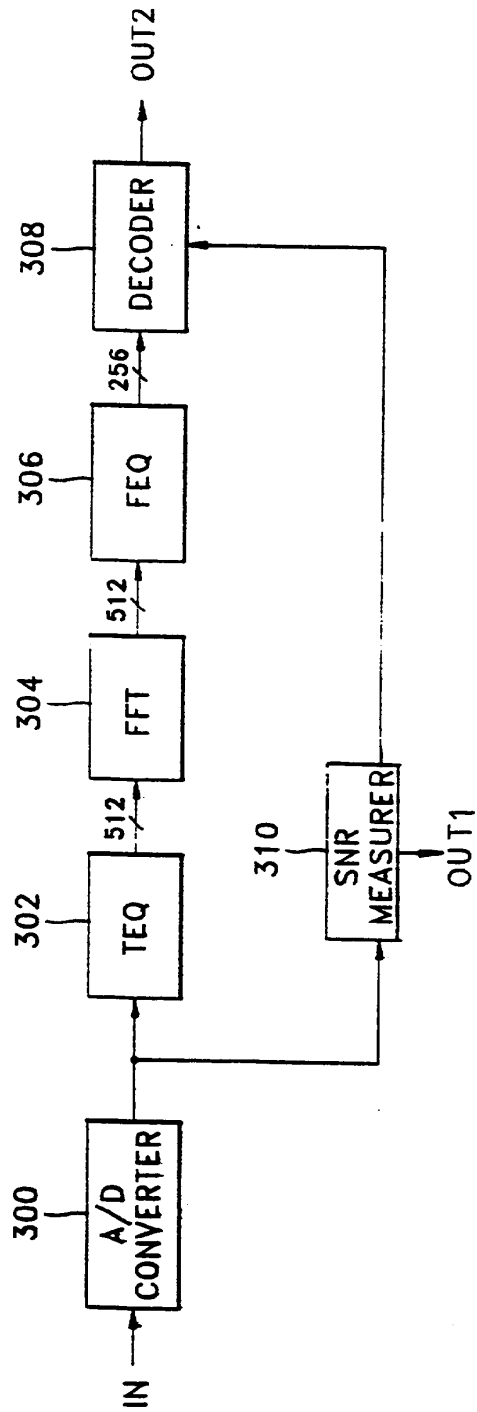 IN
300
A/D
CONVERTER
302
TEQ
512
304
FFT
512
306
FEQ
256
308
DECODER
OUT2
310
SNR
MEASURER
OUT1